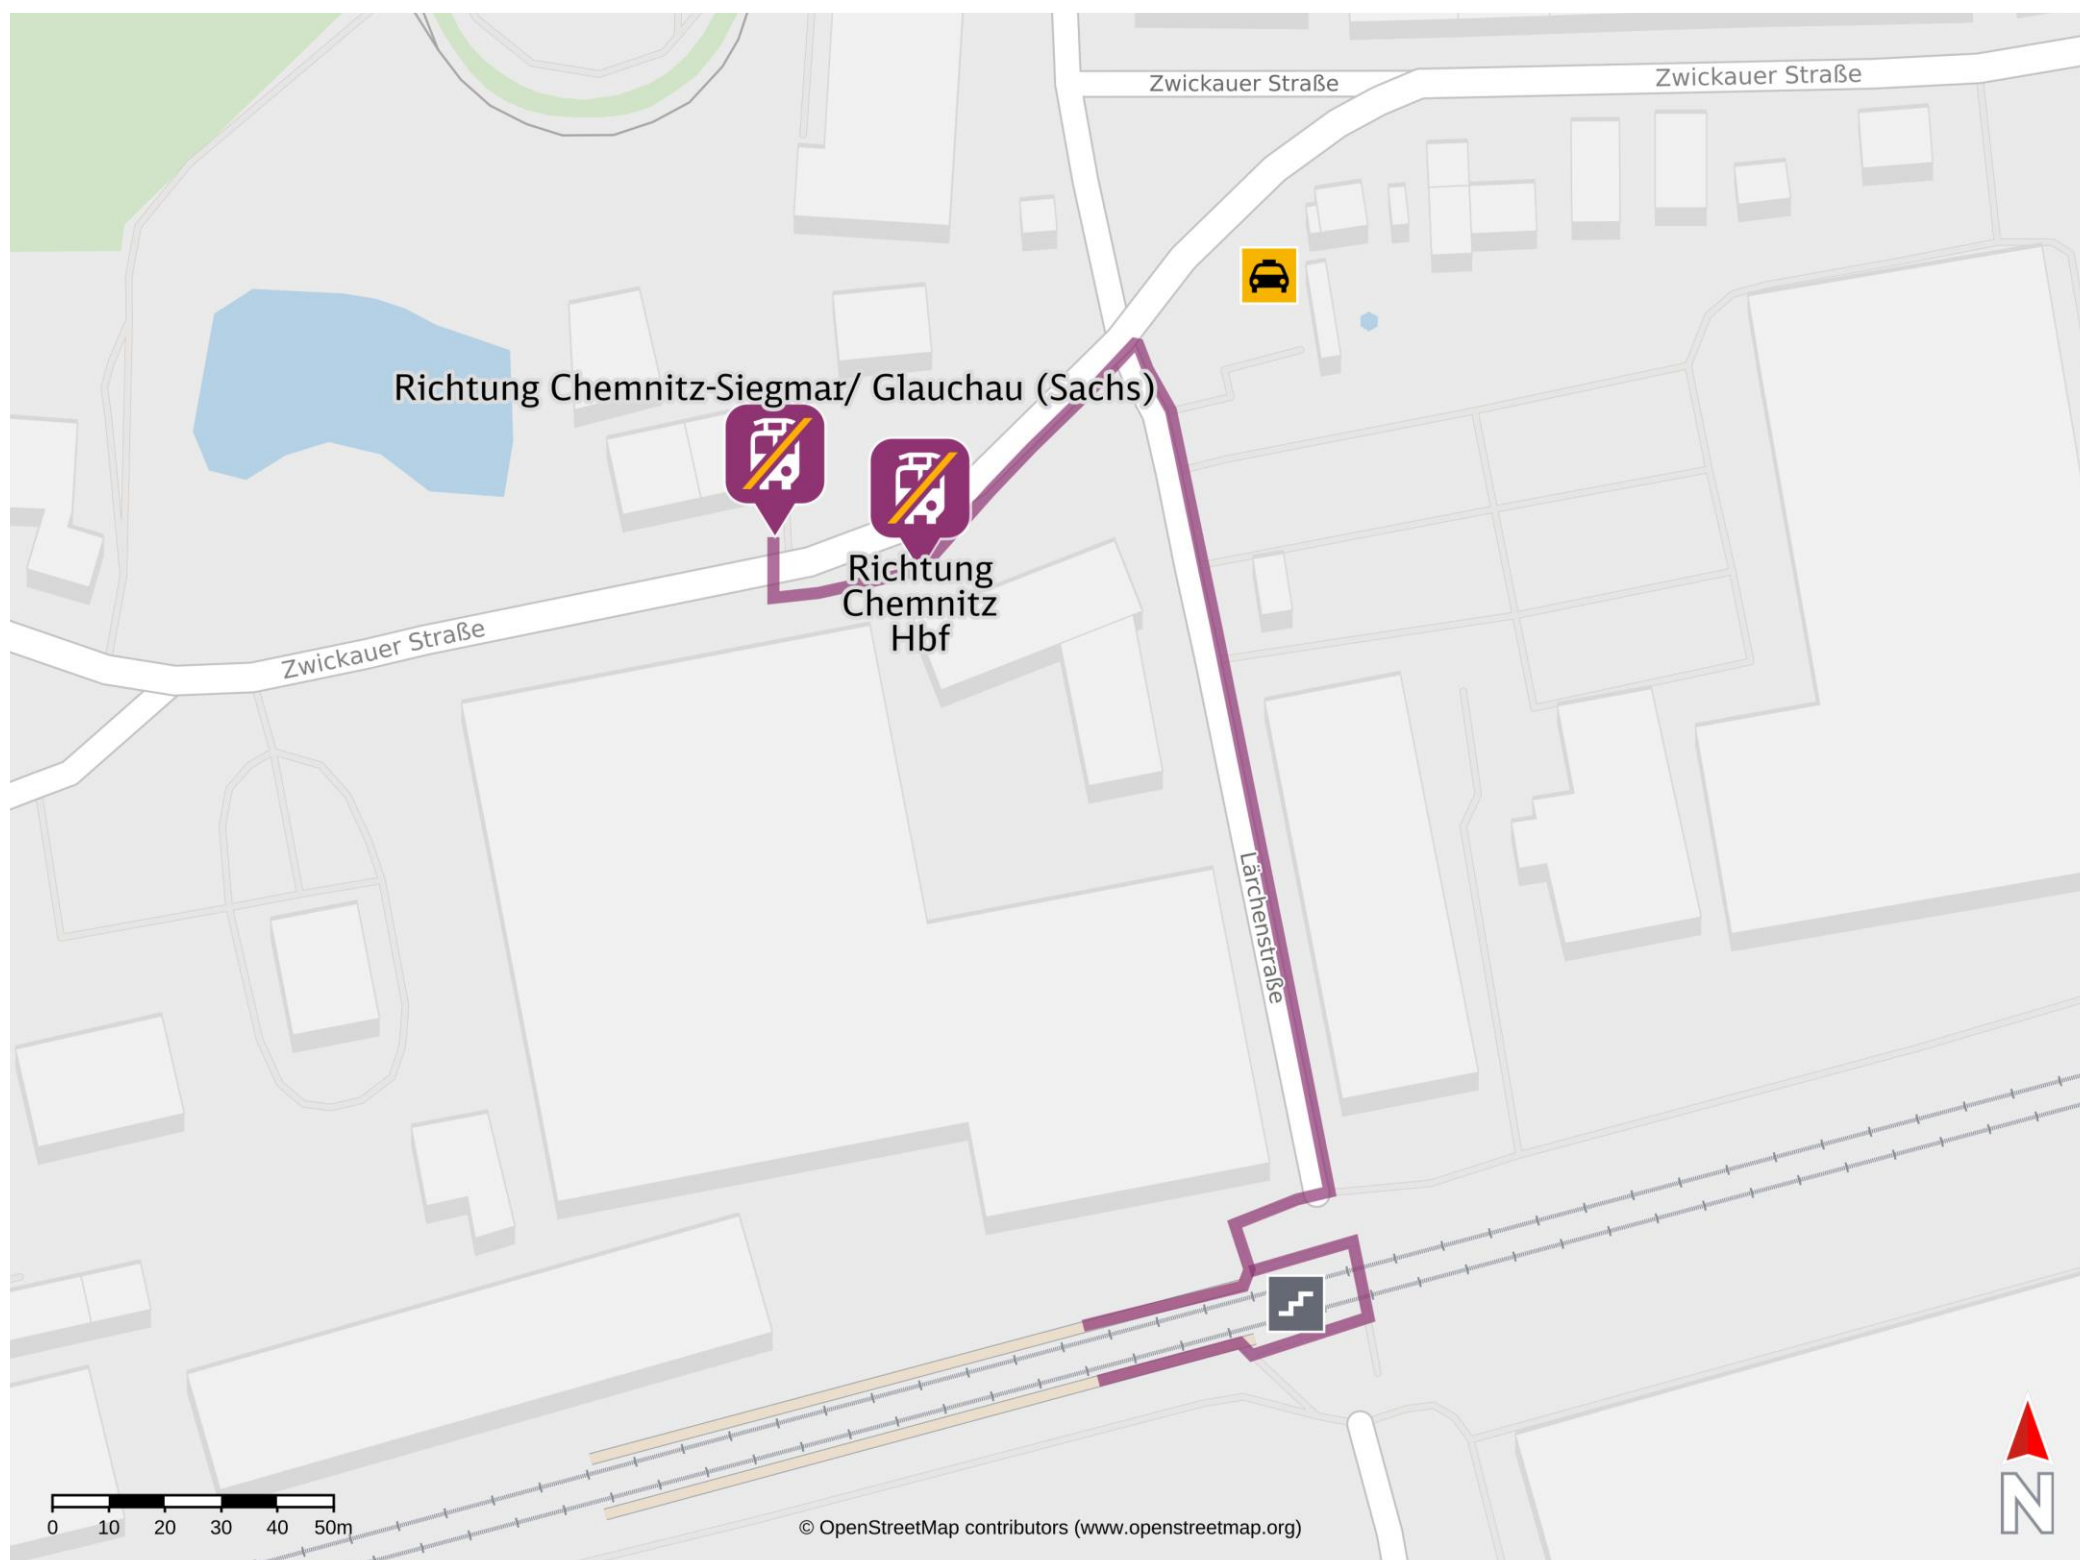 Zwickauer Straße
Zwickauer Straße
Richtung Chemnitz-Siegmar/ Glauchau (Sachs)
Richtung
Chemnitz
Hbf
Zwickauer Straße
Lärchenstraße
0 10 20 30 40 50m
© OpenStreetMap contributors (www.openstreetmap.org)
N